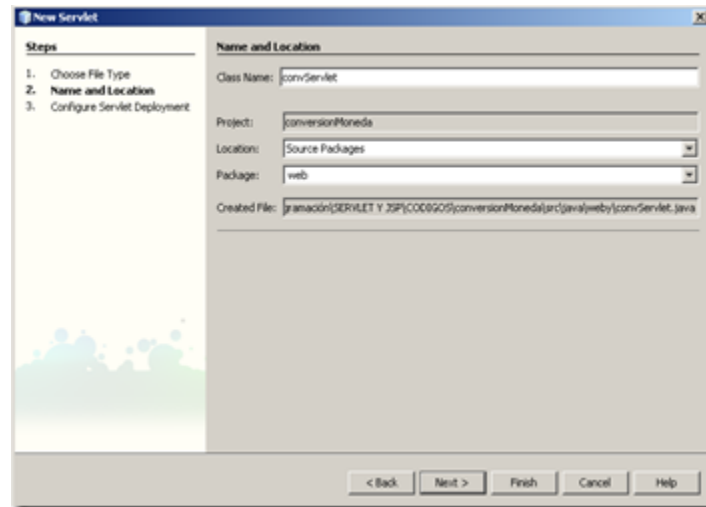 New Servlet
Steps
1. Choose File Type
2. Name and Location
3. Configure Servlet Deployment
Name and Location
Class Name: convServlet
Project: conversionMoneda
Location: Source Packages
Package: web
Created File: gramación\SERVLET Y JSP\CODIGOS\conversionMoneda\src\java\web\convServlet.java
< Back Next > Finish Cancel Help